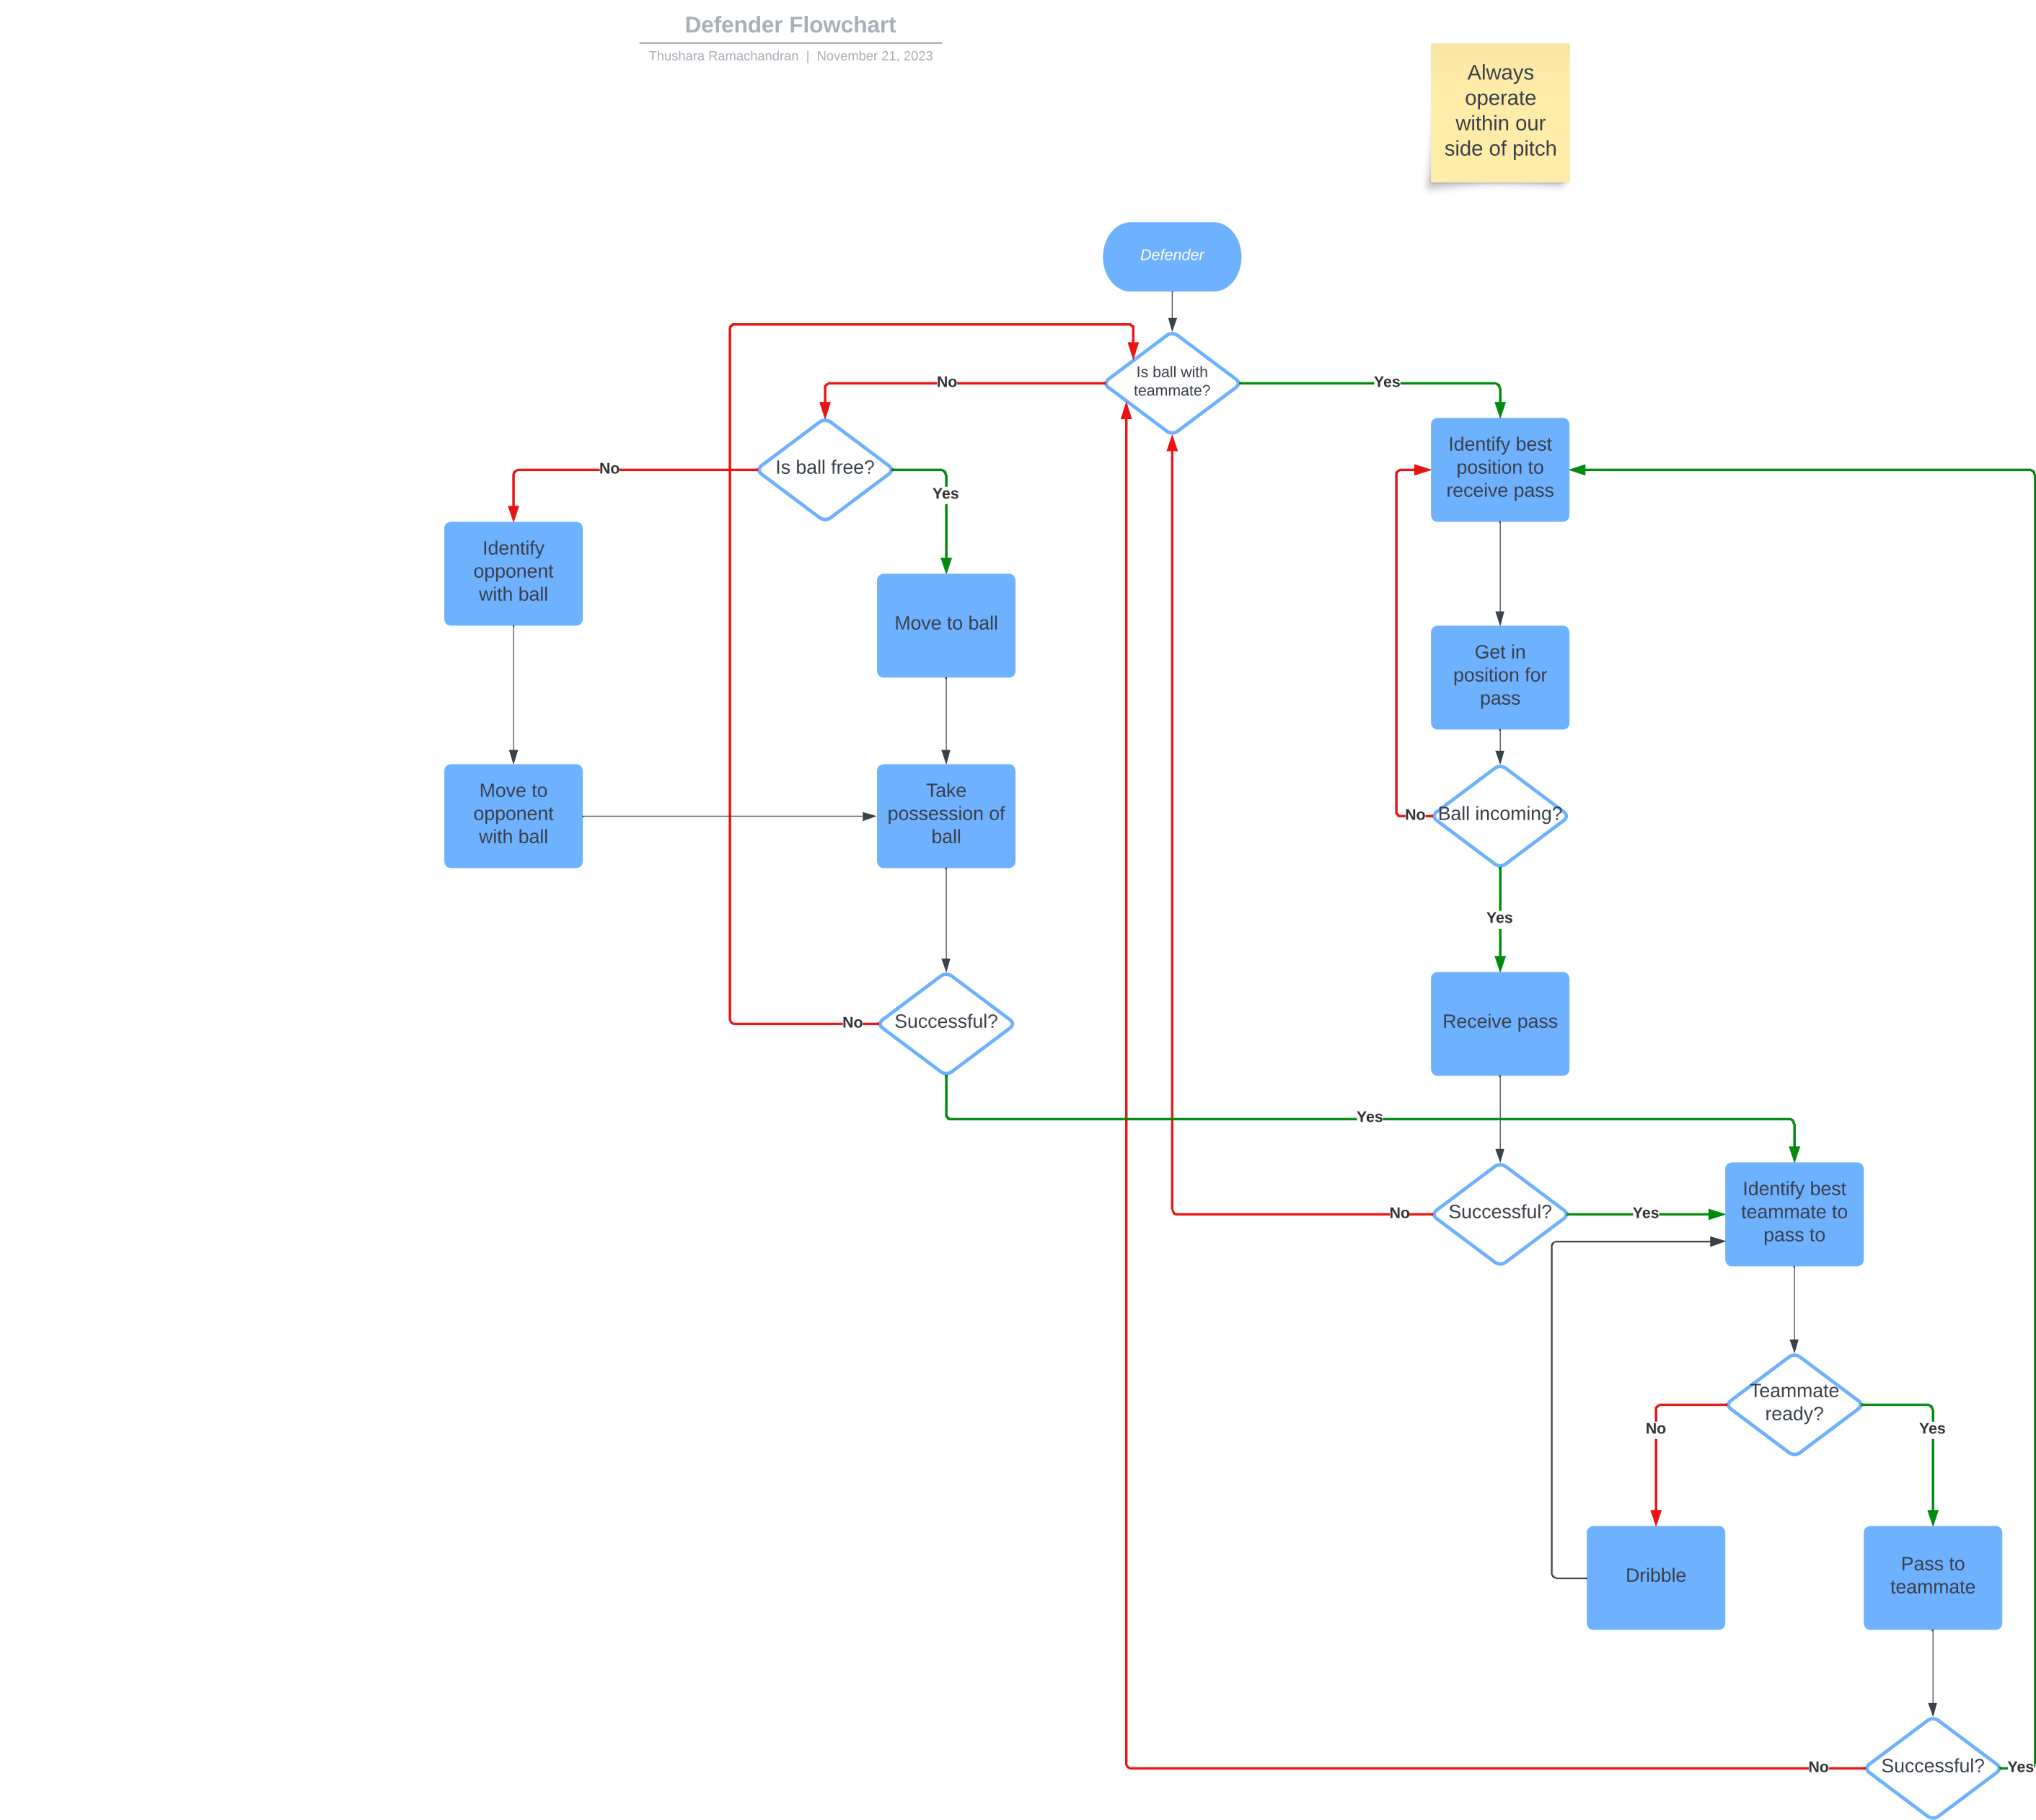 Defender Flowchart
Thushara Ramachandran | November 21, 2023
Always
operate
within our
side of pitch
Defender
Is ball with
teammate?
No
Yes
Is ball free?
No
Yes
Identify best
position to
receive pass
Identify
opponent
with ball
Move to ball
Get in
position for
pass
Move to
opponent
with ball
Take
possession of
ball
Ball incoming?
No
Yes
Receive pass
Successful?
No
Yes
Successful?
No
Yes
Identify best
teammate to
pass to
Teammate
ready?
No
Yes
Dribble
Pass to
teammate
Successful?
No
Yes